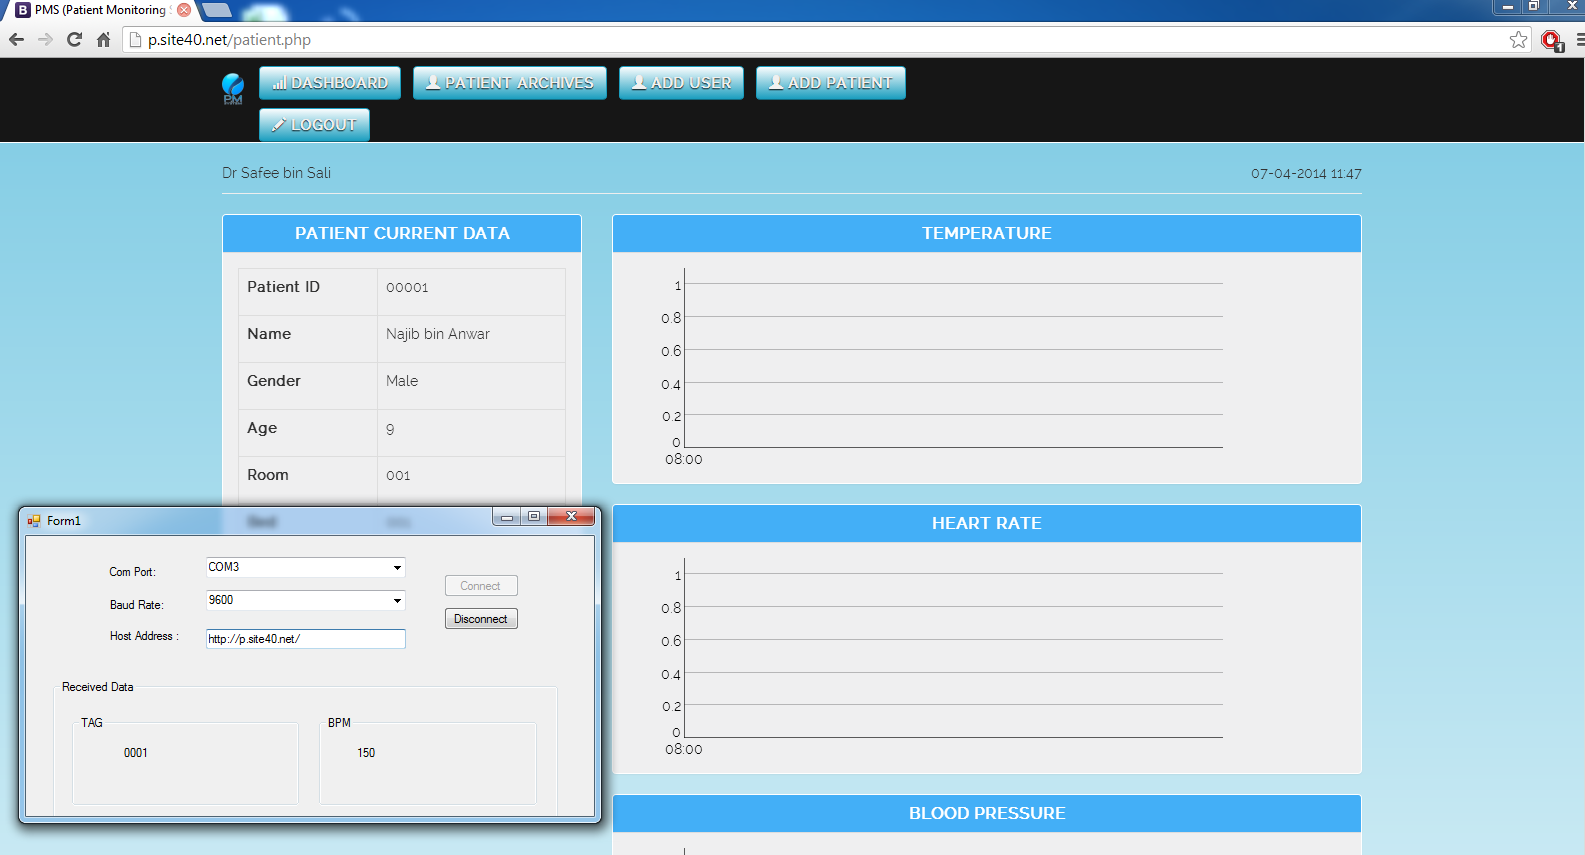 PMS (Patient Monitoring
p.site40.net/patient.php
1
PM
DASHBOARD
PATIENT ARCHIVES
ADD USER
ADD PATIENT
LOGOUT
Dr Safee bin Sali
07-04-2014 11:47
PATIENT CURRENT DATA
Patient ID 00001
Name Najib bin Anwar
Gender Male
Age 9
Room 001
TEMPERATURE
1
0.8
0.6
0.4
0.2
0
08:00
HEART RATE
1
0.8
0.6
0.4
0.2
0
08:00
BLOOD PRESSURE
Form1
Com Port: COM3
Connect
Baud Rate: 9600
Disconnect
Host Address : http://p.site40.net/
Received Data
TAG
0001
BPM
150